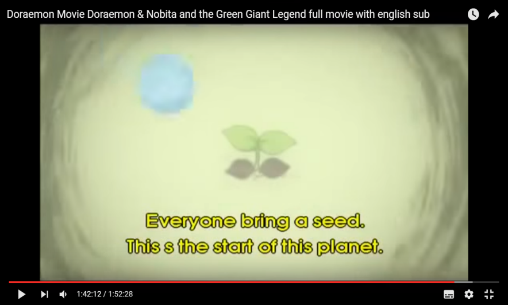 Doraemon Movie Doraemon & Nobita and the Green Giant Legend full movie with english sub
Everyone bring a seed.
This s the start of this planet.
1:42:12 / 1:52:28